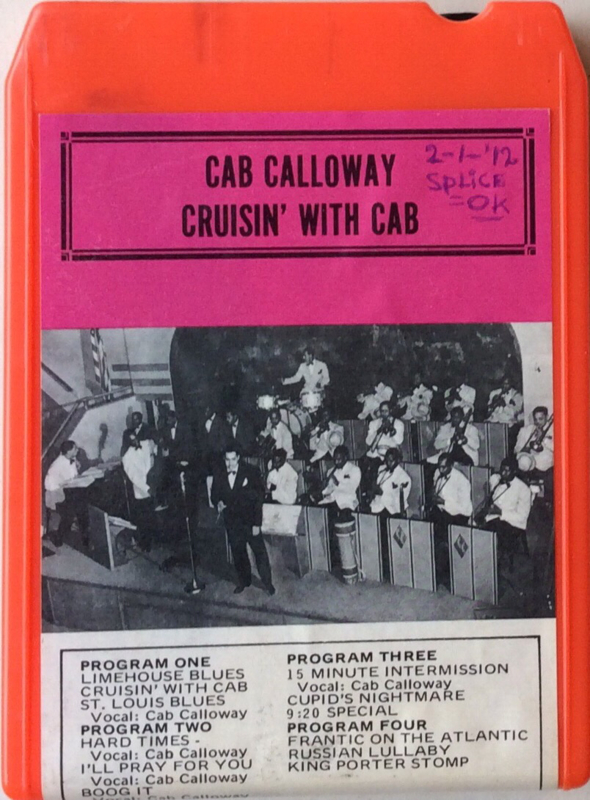 CAB CALLOWAY
CRUISIN' WITH CAB
2-1-'12
SPLICE
=OK
PROGRAM ONE
LIMEHOUSE BLUES
CRUISIN' WITH CAB
ST. LOUIS BLUES
Vocal: Cab Calloway
PROGRAM TWO
HARD TIMES -
Vocal: Cab Calloway
I'LL PRAY FOR YOU
Vocal: Cab Calloway
BOOG IT
Vocal: Cab Calloway
PROGRAM THREE
15 MINUTE INTERMISSION
Vocal: Cab Calloway
CUPID'S NIGHTMARE
9:20 SPECIAL
PROGRAM FOUR
FRANTIC ON THE ATLANTIC
RUSSIAN LULLABY
KING PORTER STOMP